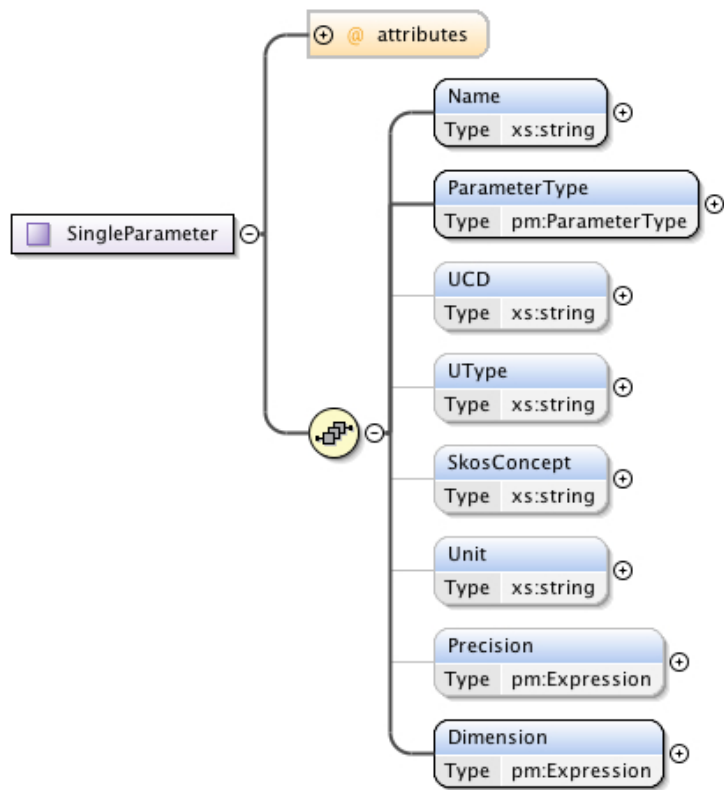 @ attributes
Name
Type xs:string
ParameterType
Type pm:ParameterType
SingleParameter
UCD
Type xs:string
UType
Type xs:string
SkosConcept
Type xs:string
Unit
Type xs:string
Precision
Type pm:Expression
Dimension
Type pm:Expression